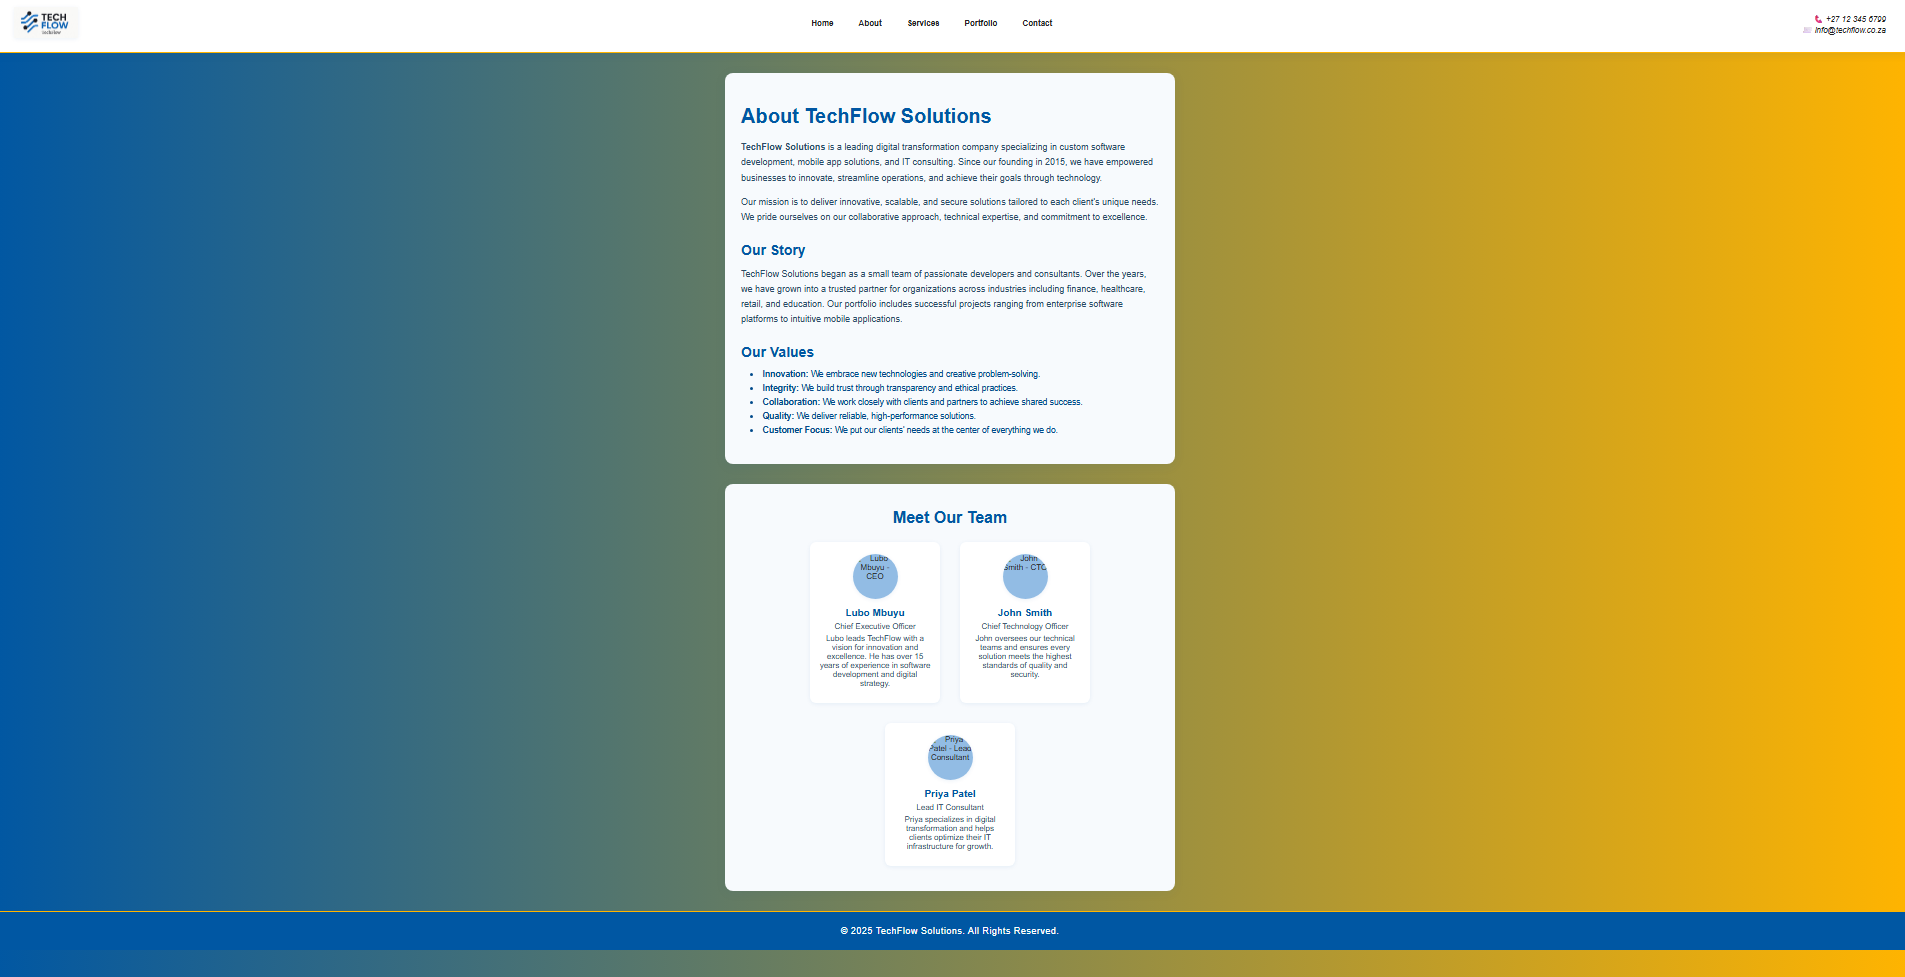 TECH
FLOW
techflow
Home
About
Services
Portfolio
Contact
+27 12 345 6799
info@techflow.co.za
About TechFlow Solutions
TechFlow Solutions is a leading digital transformation company specializing in custom software
development, mobile app solutions, and IT consulting. Since our founding in 2015, we have empowered
businesses to innovate, streamline operations, and achieve their goals through technology.
Our mission is to deliver innovative, scalable, and secure solutions tailored to each client's unique needs.
We pride ourselves on our collaborative approach, technical expertise, and commitment to excellence.
Our Story
TechFlow Solutions began as a small team of passionate developers and consultants. Over the years,
we have grown into a trusted partner for organizations across industries including finance, healthcare,
retail, and education. Our portfolio includes successful projects ranging from enterprise software
platforms to intuitive mobile applications.
Our Values
• Innovation: We embrace new technologies and creative problem-solving.
• Integrity: We build trust through transparency and ethical practices.
• Collaboration: We work closely with clients and partners to achieve shared success.
• Quality: We deliver reliable, high-performance solutions.
• Customer Focus: We put our clients' needs at the center of everything we do.
Meet Our Team
Lubo
Mbuyu -
CEO
Lubo Mbuyu
Chief Executive Officer
Lubo leads TechFlow with a
vision for innovation and
excellence. He has over 15
years of experience in software
development and digital
strategy.
John
Smith - CTO
John Smith
Chief Technology Officer
John oversees our technical
teams and ensures every
solution meets the highest
standards of quality and
security.
Priya
Patel - Lead
Consultant
Priya Patel
Lead IT Consultant
Priya specializes in digital
transformation and helps
clients optimize their IT
infrastructure for growth.
© 2025 TechFlow Solutions. All Rights Reserved.